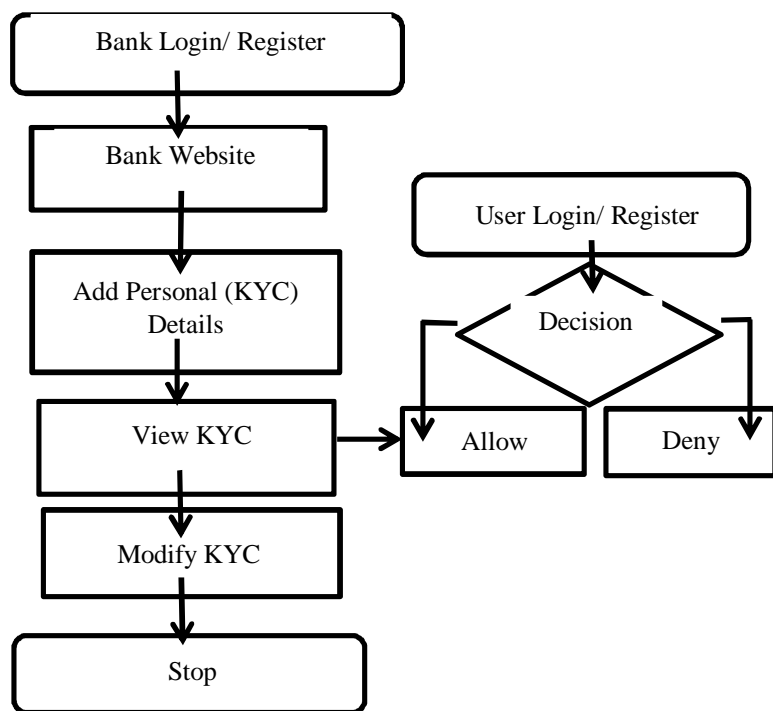 Bank Login/ Register
Bank Website
User Login/ Register
Add Personal (KYC)
Details
Decision
View KYC
Allow
Deny
Modify KYC
Stop